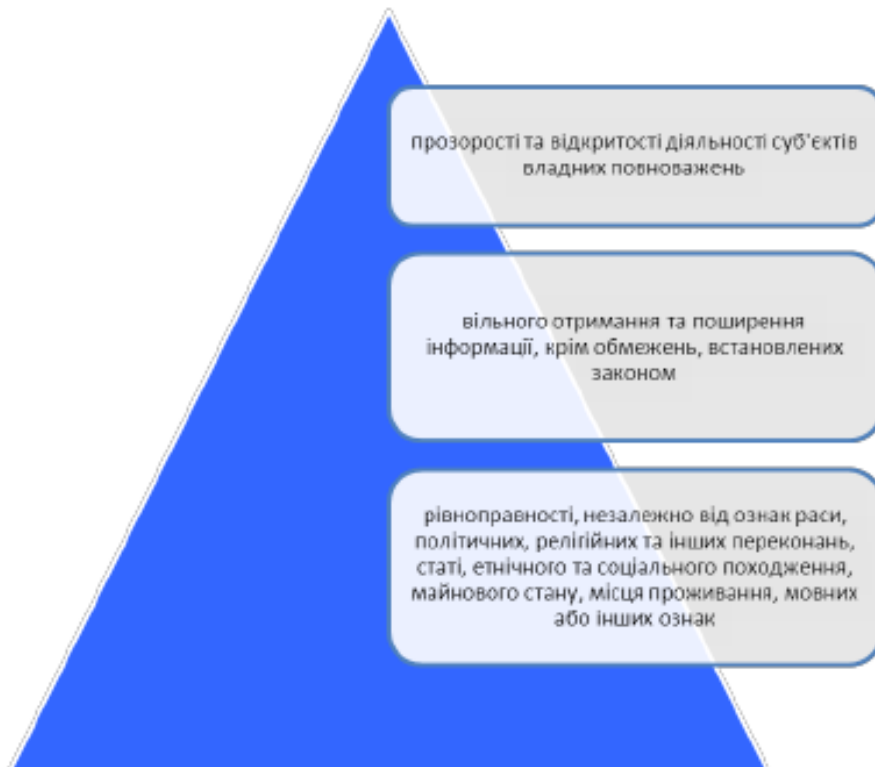 прозорості та відкритості діяльності суб'єктів
владних повноважень
вільного отримання та поширення
інформації, крім обмежень, встановлених
законом
рівноправності, незалежно від ознак раси,
політичних, релігійних та інших переконань,
статі, етнічного та соціального походження,
майнового стану, місця проживання, мовних
або інших ознак